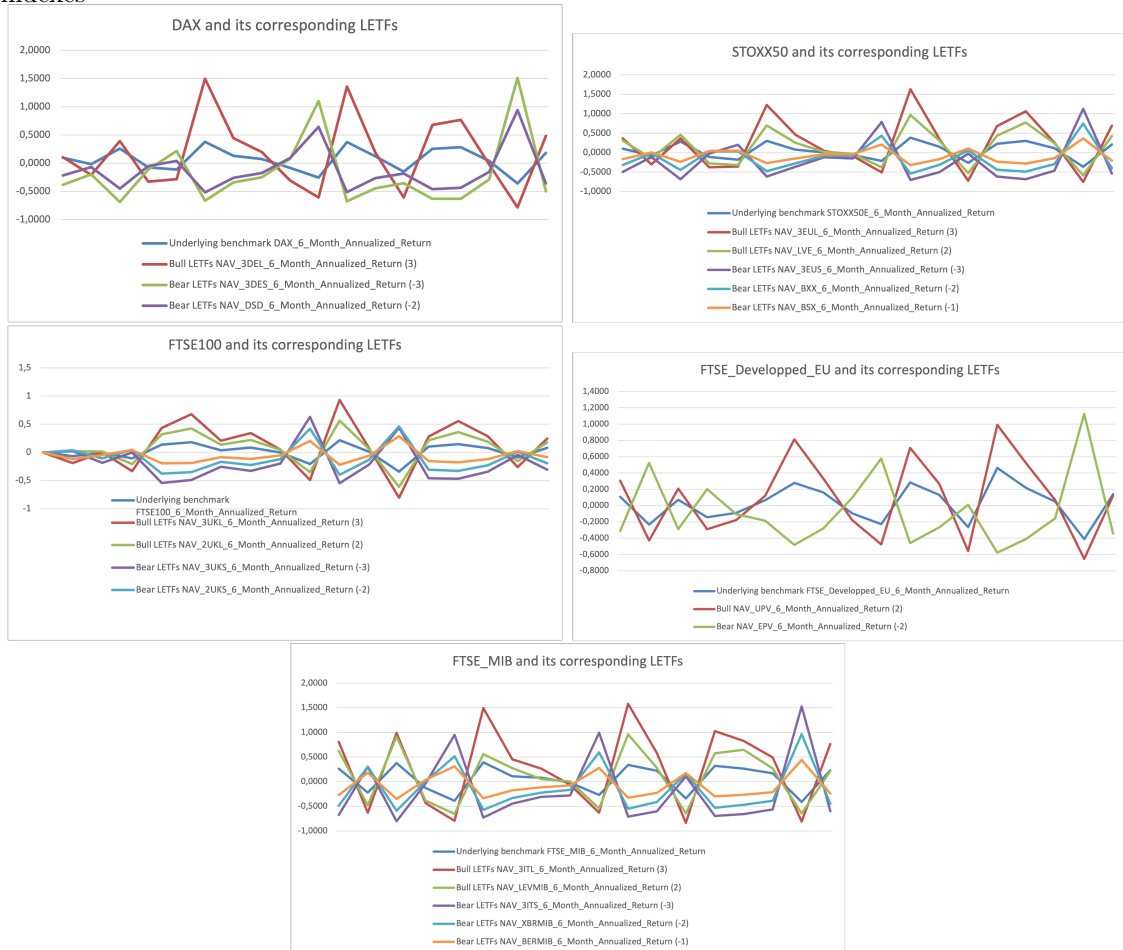 DAX and its corresponding LETFs
2,0000
1,5000
1,0000
0,5000
0,0000
-0,5000
-1,0000
Underlying benchmark DAX_6_Month_Annualized_Return
Bull LETFs NAV_3DEL_6_Month_Annualized_Return (3)
Bear LETFs NAV_3DES_6_Month_Annualized_Return (-3)
Bear LETFs NAV_DSD_6_Month_Annualized_Return (-2)
STOXX50 and its corresponding LETFs
2,0000
1,5000
1,0000
0,5000
0,0000
-0,5000
-1,0000
Underlying benchmark STOXX50E_6_Month_Annualized_Return
Bull LETFs NAV_3EUL_6_Month_Annualized_Return (3)
Bull LETFs NAV_LVE_6_Month_Annualized_Return (2)
Bear LETFs NAV_3EUS_6_Month_Annualized_Return (-3)
Bear LETFs NAV_BXX_6_Month_Annualized_Return (-2)
Bear LETFs NAV_BSX_6_Month_Annualized_Return (-1)
FTSE100 and its corresponding LETFs
1,5
1
0,5
0
-0,5
-1
Underlying benchmark
FTSE100_6_Month_Annualized_Return
Bull LETFs NAV_3UKL_6_Month_Annualized_Return (3)
Bull LETFs NAV_2UKL_6_Month_Annualized_Return (2)
Bear LETFs NAV_3UKS_6_Month_Annualized_Return (-3)
Bear LETFs NAV_2UKS_6_Month_Annualized_Return (-2)
FTSE_Developped_EU and its corresponding LETFs
1,4000
1,2000
1,0000
0,8000
0,6000
0,4000
0,2000
0,0000
-0,2000
-0,4000
-0,6000
-0,8000
Underlying benchmark FTSE_Developped_EU_6_Month_Annualized_Return
Bull NAV_UPV_6_Month_Annualized_Return (2)
Bear NAV_EPV_6_Month_Annualized_Return (-2)
FTSE_MIB and its corresponding LETFs
2,0000
1,5000
1,0000
0,5000
0,0000
-0,5000
-1,0000
Underlying benchmark FTSE_MIB_6_Month_Annualized_Return
Bull LETFs NAV_3ITL_6_Month_Annualized_Return (3)
Bull LETFs NAV_LEVMIB_6_Month_Annualized_Return (2)
Bear LETFs NAV_3ITS_6_Month_Annualized_Return (-3)
Bear LETFs NAV_XBRMIB_6_Month_Annualized_Return (-2)
Bear LETFs NAV_BERMIB_6_Month_Annualized_Return (-1)